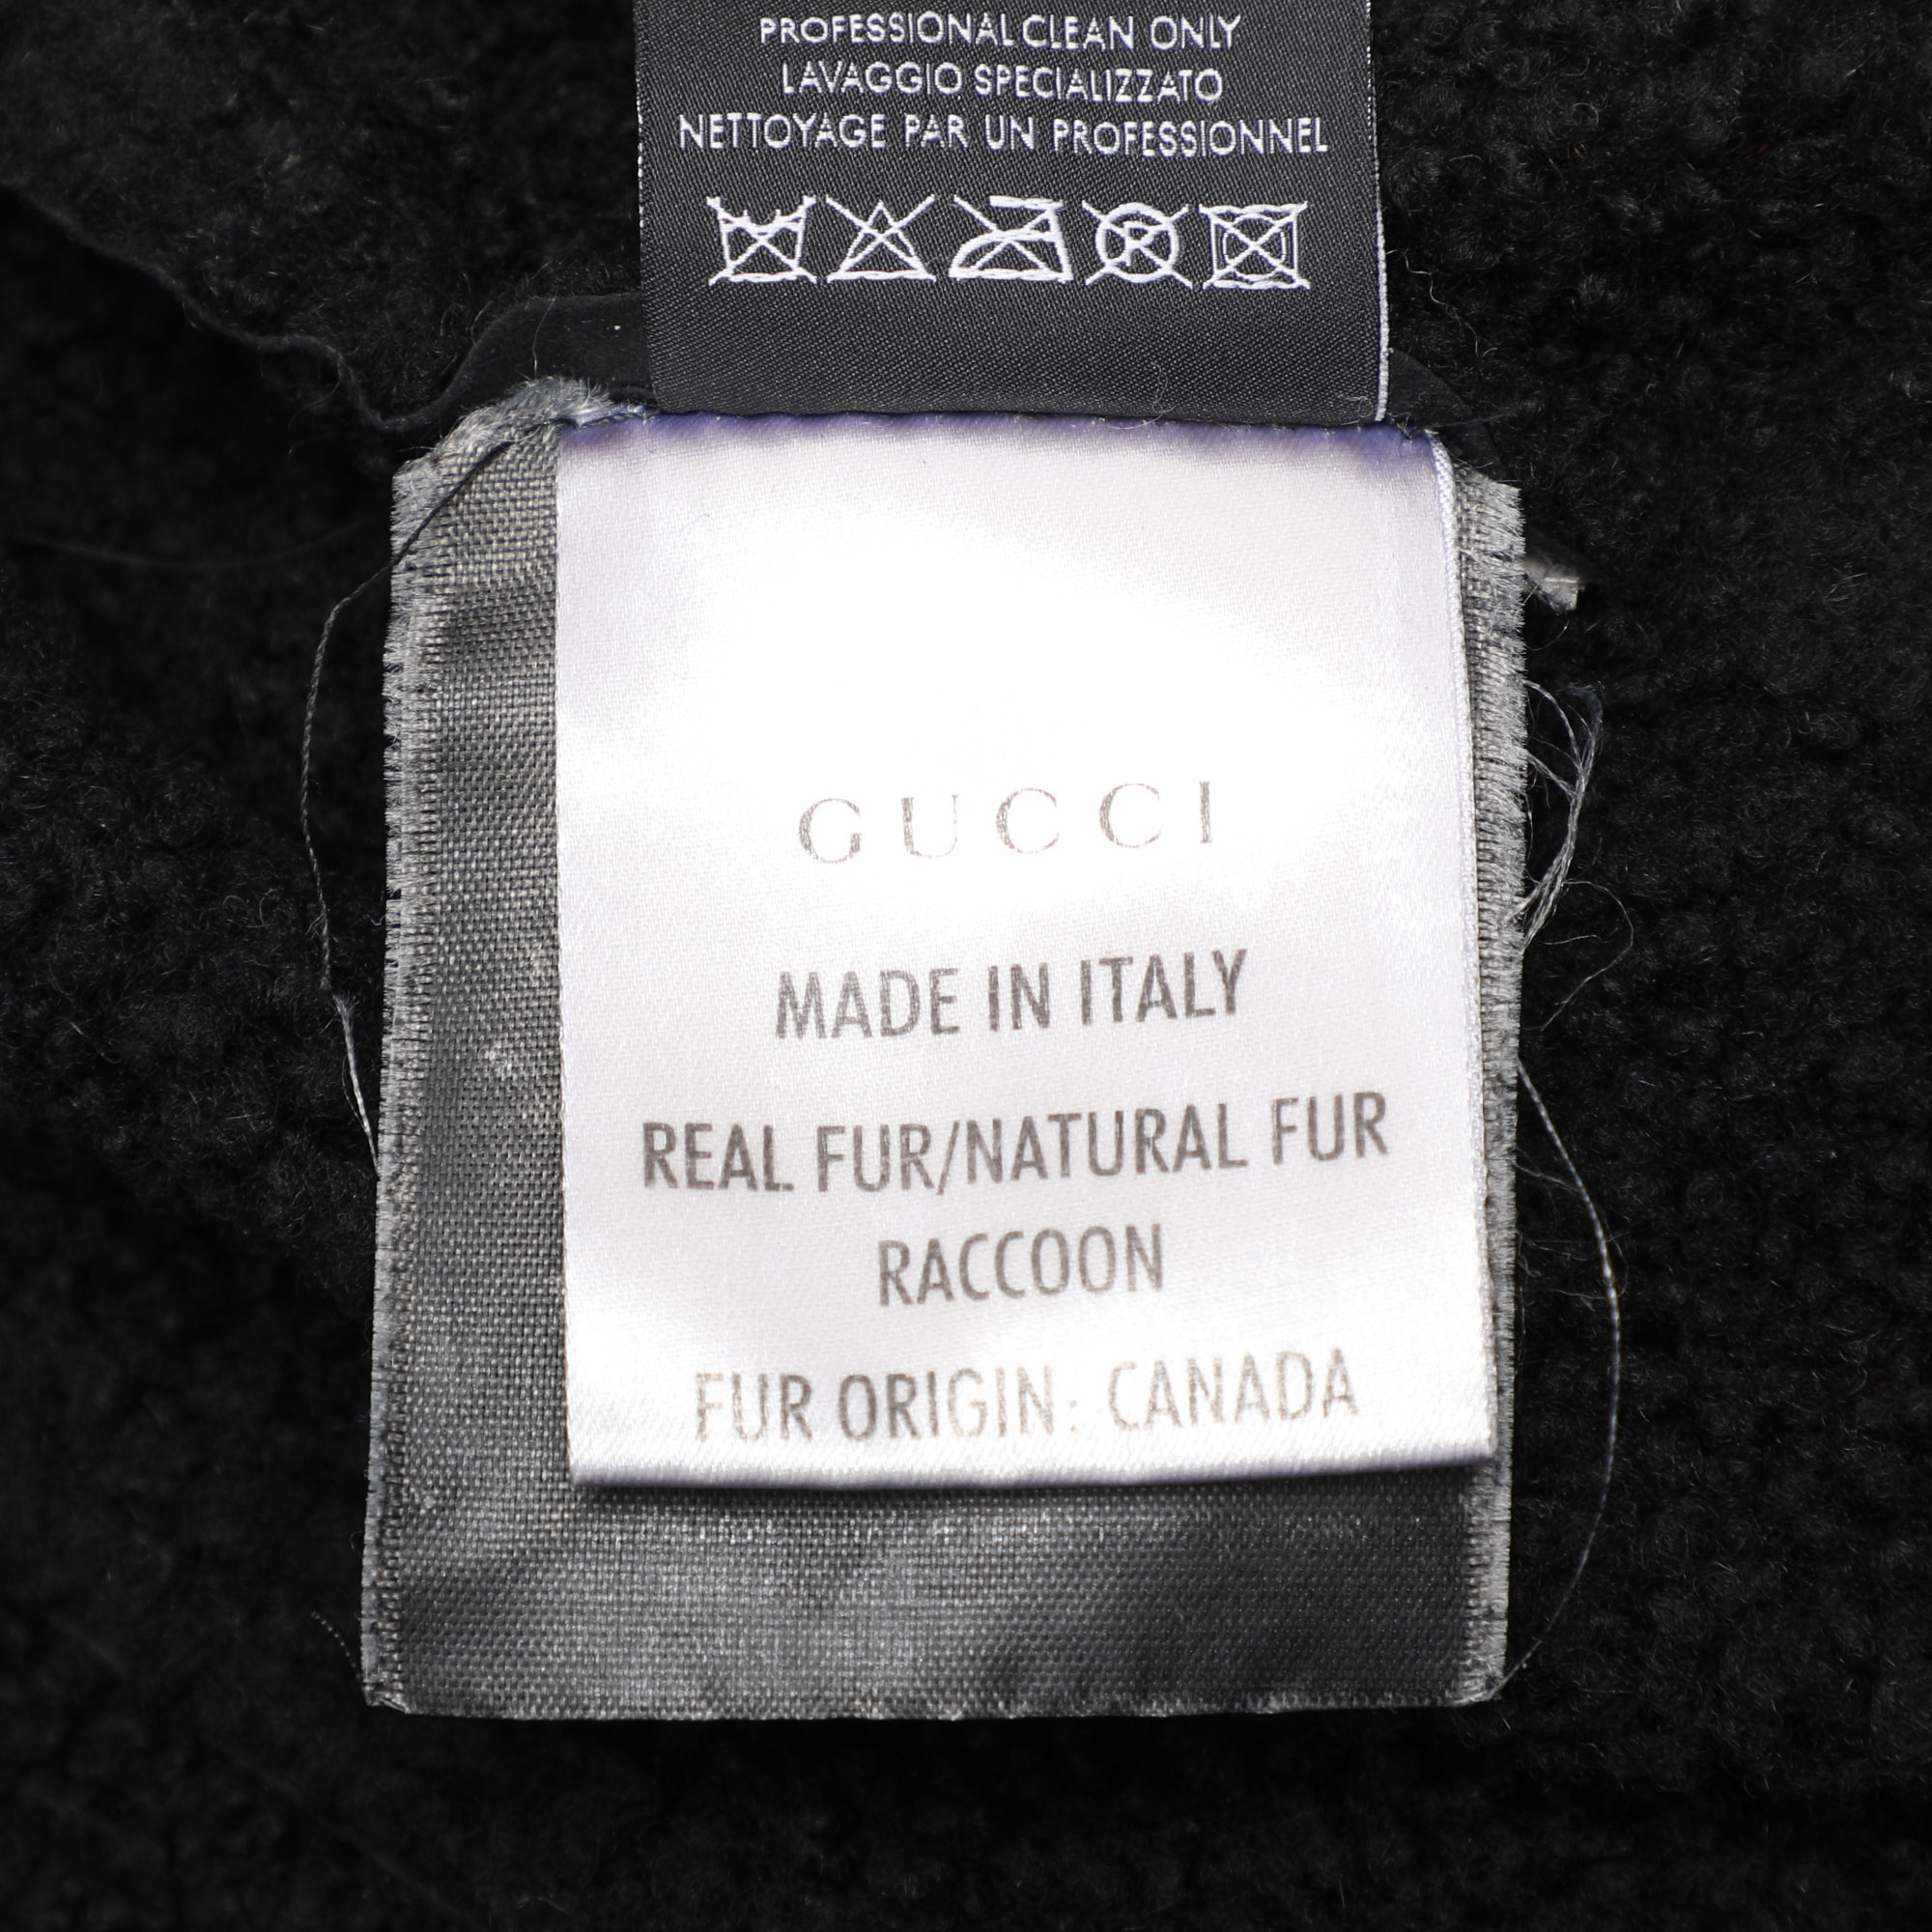 PROFESSIONAL CLEAN ONLY
LAVAGGIO SPECIALIZZATO
NETTOYAGE PAR UN PROFESSIONNEL
R
GUCCI
MADE IN ITALY
REAL FUR/NATURAL FUR
RACCOON
FUR ORIGIN: CANADA